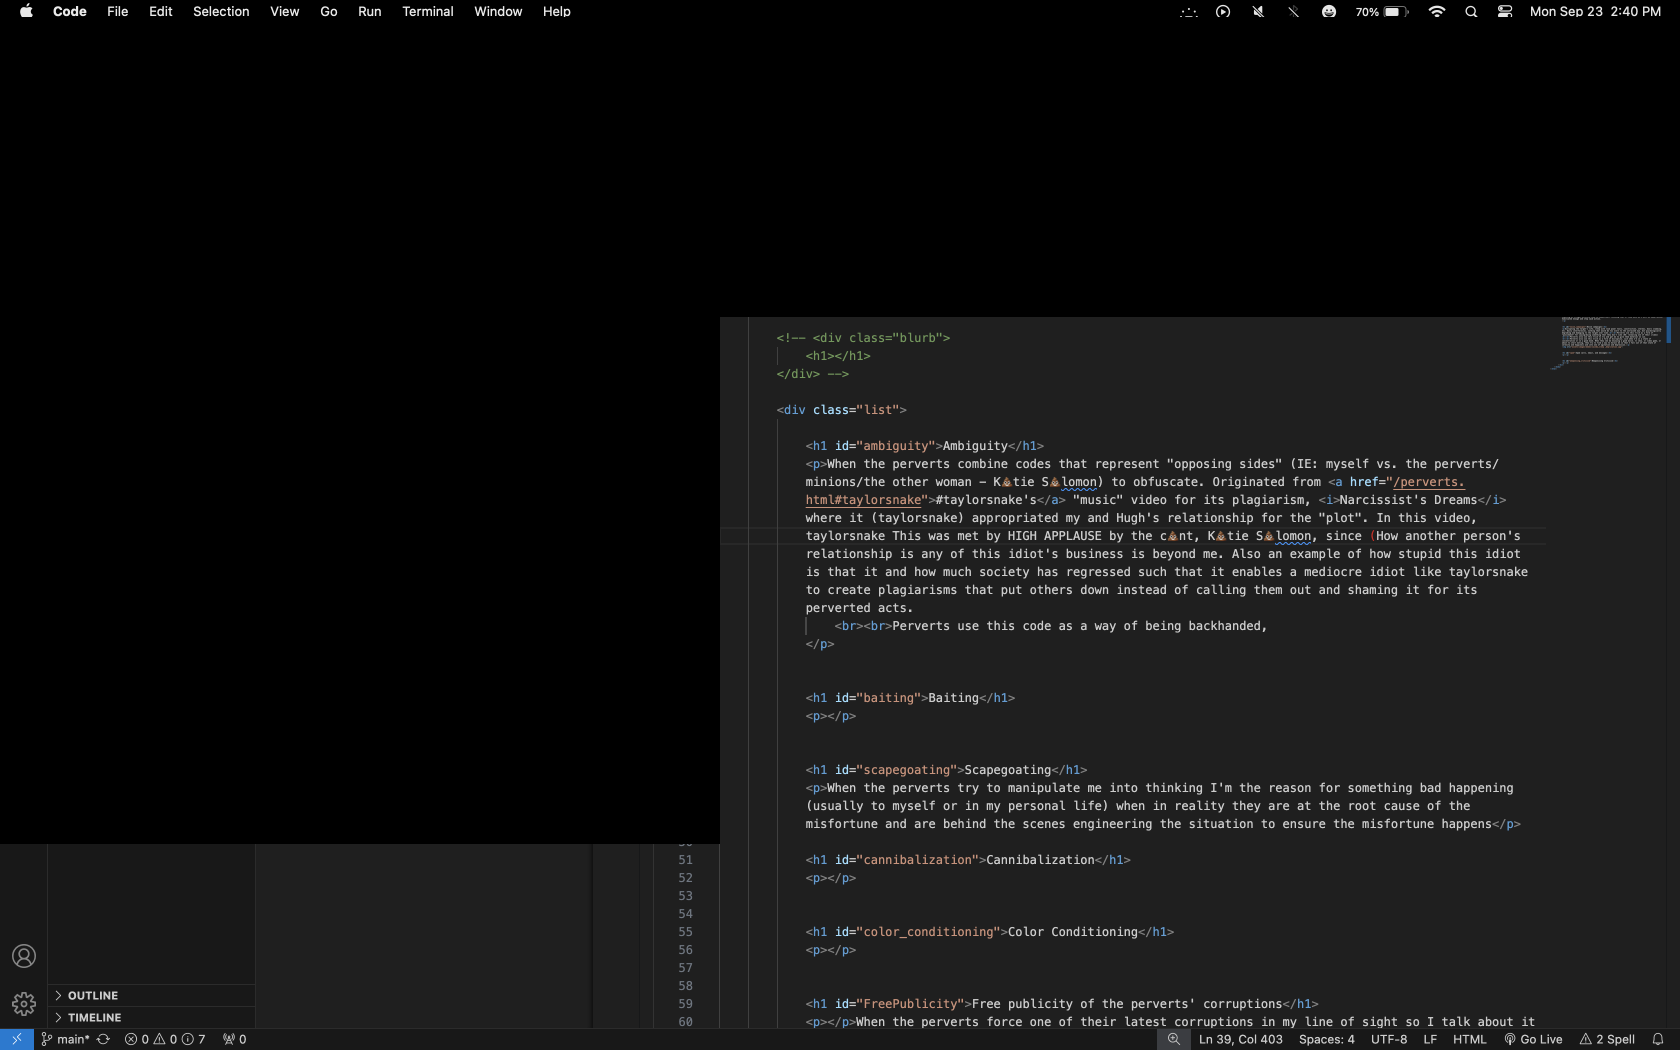 Code File Edit Selection View Go Run Terminal Window Help 70% Mon Sep 23 2:40 PM
<!-- <div class="blurb">
<h1></h1>
</div> -->
<div class="list">
<h1 id="ambiguity">Ambiguity</h1>
<p>When the perverts combine codes that represent "opposing sides" (IE: myself vs. the perverts/
minions/the other woman – K💩tie S💩lomon) to obfuscate. Originated from <a href="/perverts.
html#taylorsnake">#taylorsnake's</a> "music" video for its plagiarism, <i>Narcissist's Dreams</i>
where it (taylorsnake) appropriated my and Hugh's relationship for the "plot". In this video,
taylorsnake This was met by HIGH APPLAUSE by the c💩nt, K💩tie S💩lomon, since (How another person's
relationship is any of this idiot's business is beyond me. Also an example of how stupid this idiot
is that it and how much society has regressed such that it enables a mediocre idiot like taylorsnake
to create plagiarisms that put others down instead of calling them out and shaming it for its
perverted acts.
<br><br>Perverts use this code as a way of being backhanded,
</p>
<h1 id="baiting">Baiting</h1>
<p></p>
<h1 id="scapegoating">Scapegoating</h1>
<p>When the perverts try to manipulate me into thinking I'm the reason for something bad happening
(usually to myself or in my personal life) when in reality they are at the root cause of the
misfortune and are behind the scenes engineering the situation to ensure the misfortune happens</p>
51 <h1 id="cannibalization">Cannibalization</h1>
52 <p></p>
53
54
55 <h1 id="color_conditioning">Color Conditioning</h1>
56 <p></p>
57
58
59 <h1 id="FreePublicity">Free publicity of the perverts' corruptions</h1>
60 <p></p>When the perverts force one of their latest corruptions in my line of sight so I talk about it
OUTLINE
TIMELINE
main* 0 0 7 0 Ln 39, Col 403 Spaces: 4 UTF-8 LF HTML Go Live 2 Spell